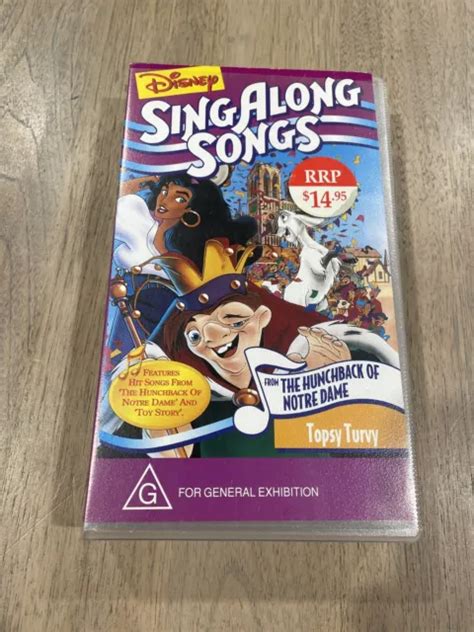 Disney
SING ALONG
SONGS
RRP
$14.95
FEATURES
HIT SONGS FROM
'THE HUNCHBACK OF
NOTRE DAME' AND
'TOY STORY'.
FROM THE HUNCHBACK OF
NOTRE DAME
Topsy Turvy
G
FOR GENERAL EXHIBITION